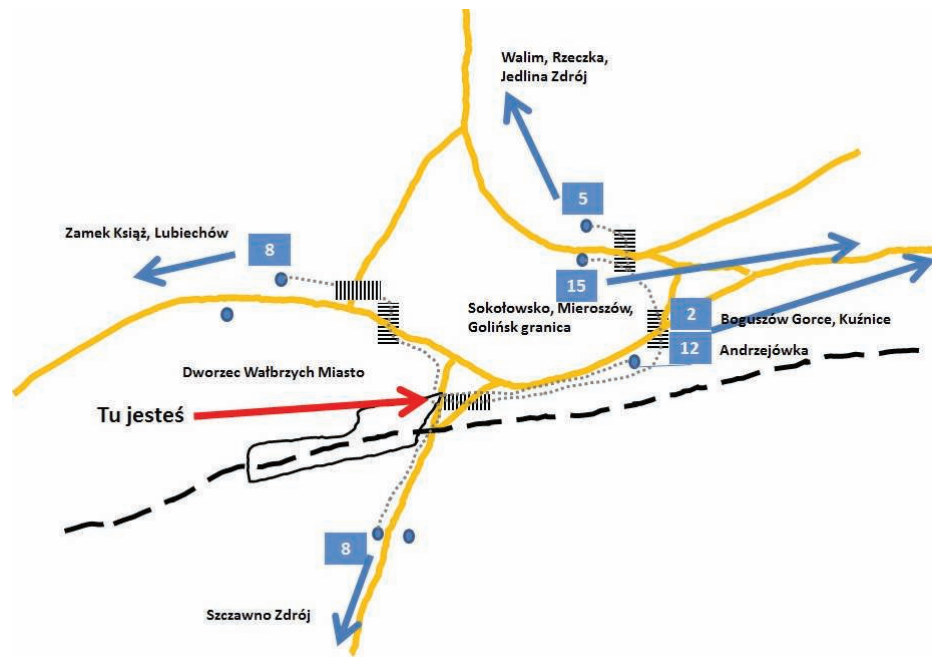 Walim, Rzeczka,
Jedlina Zdrój
5
Zamek Książ, Lubiechów
8
15
Sokołowsko, Mieroszów,
Golińsk granica
2
Boguszów Gorce, Kuźnice
12
Andrzejówka
Dworzec Wałbrzych Miasto
Tu jesteś
8
Szczawno Zdrój